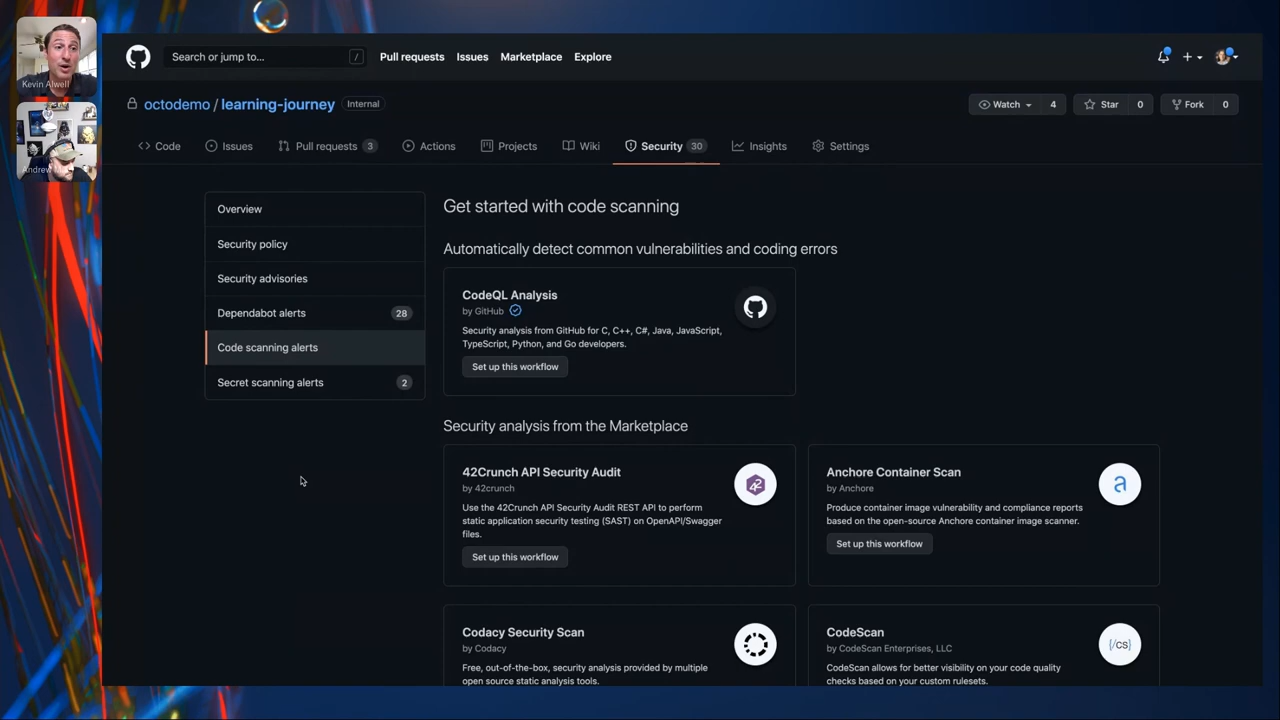 Kevin Alwell
Andrew
Search or jump to... /
Pull requests
Issues
Marketplace
Explore
octodemo / learning-journey
Internal
Watch 4
Star 0
Fork 0
Code
Issues
Pull requests 3
Actions
Projects
Wiki
Security 30
Insights
Settings
Overview
Security policy
Security advisories
Dependabot alerts 28
Code scanning alerts
Secret scanning alerts 2
Get started with code scanning
Automatically detect common vulnerabilities and coding errors
CodeQL Analysis
by GitHub
Security analysis from GitHub for C, C++, C#, Java, JavaScript,
TypeScript, Python, and Go developers.
Set up this workflow
Security analysis from the Marketplace
42Crunch API Security Audit
by 42crunch
Use the 42Crunch API Security Audit REST API to perform
static application security testing (SAST) on OpenAPI/Swagger
files.
Set up this workflow
42
Anchore Container Scan
by Anchore
Produce container image vulnerability and compliance reports
based on the open-source Anchore container image scanner.
Set up this workflow
a
Codacy Security Scan
by Codacy
Free, out-of-the-box, security analysis provided by multiple
open source static analysis tools.
CodeScan
by CodeScan Enterprises, LLC
CodeScan allows for better visibility on your code quality
checks based on your custom rulesets.
[/CS]